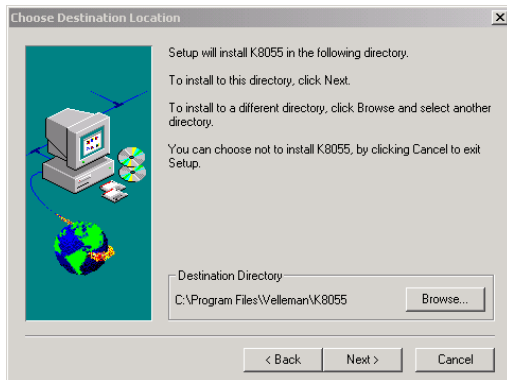 Choose Destination Location
Setup will install K8055 in the following directory.
To install to this directory, click Next.
To install to a different directory, click Browse and select another
directory.
You can choose not to install K8055, by clicking Cancel to exit
Setup.
Destination Directory
C:\Program Files\Velleman\K8055
Browse...
< Back
Next >
Cancel